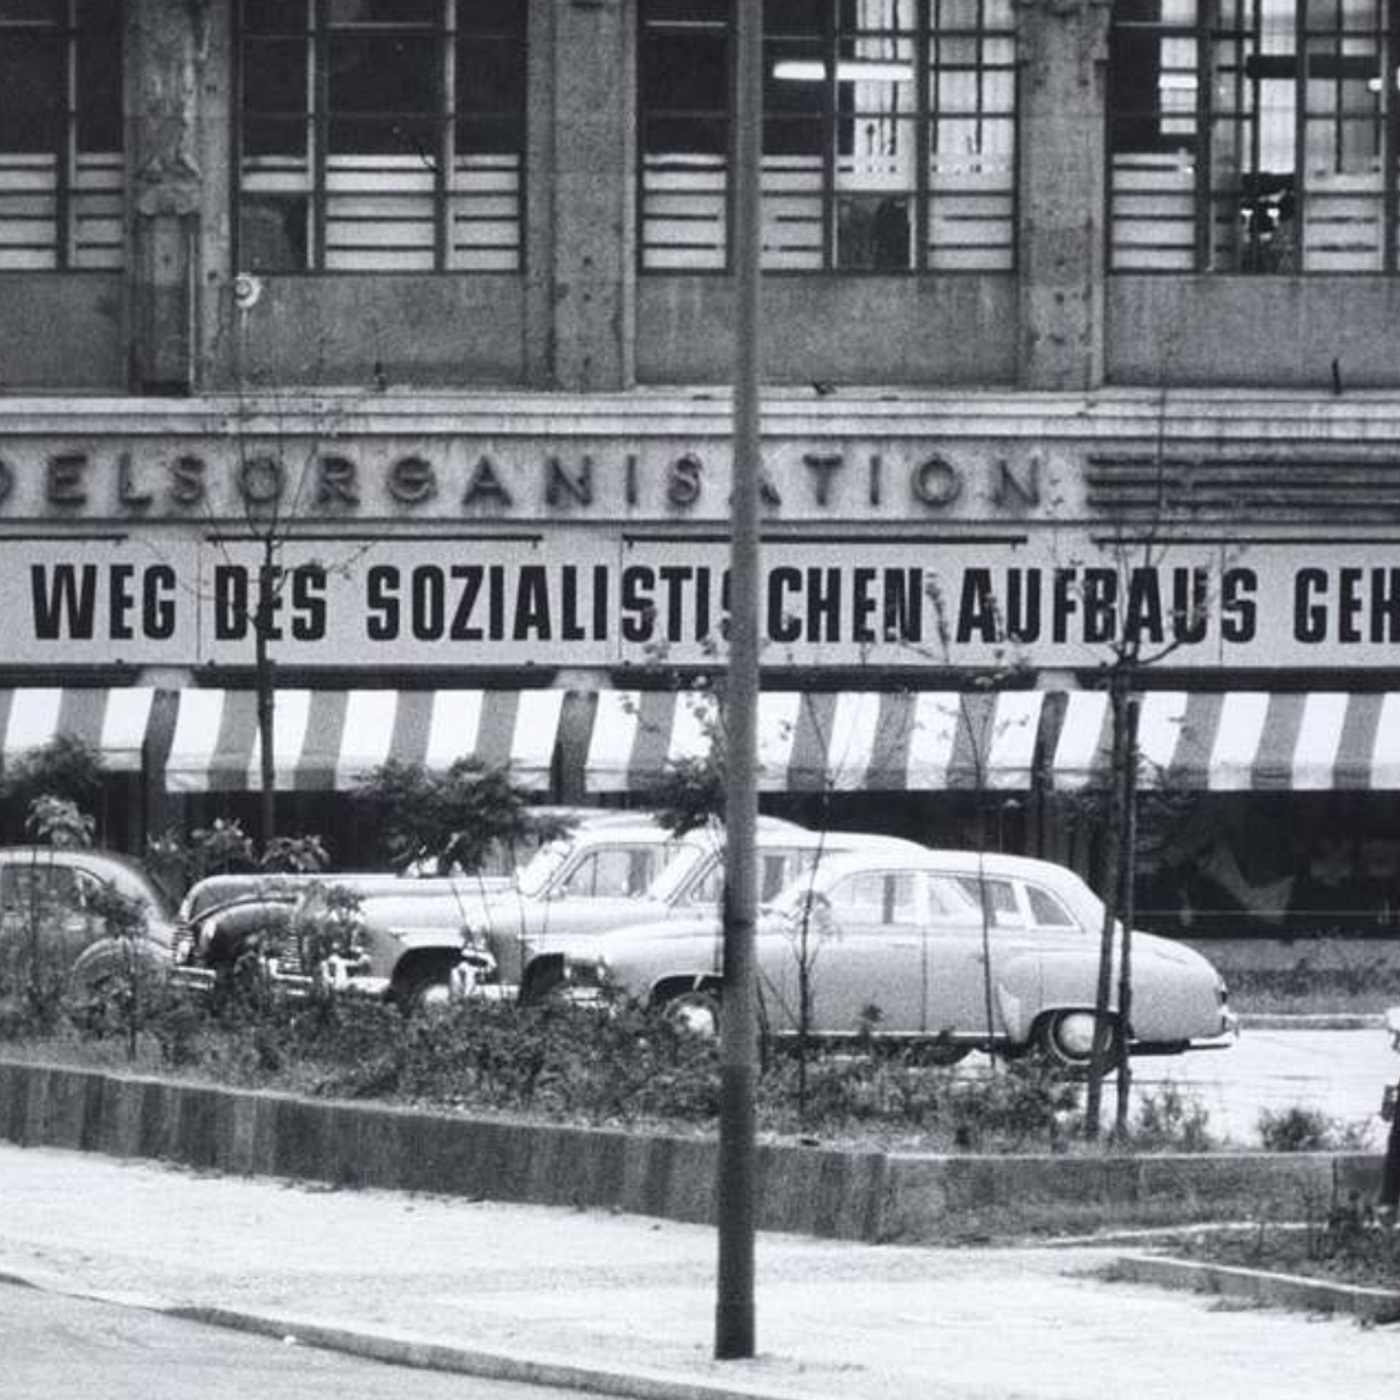 DELSORGANISATION
WEG DES SOZIALISTISCHEN AUFBAUS GEH